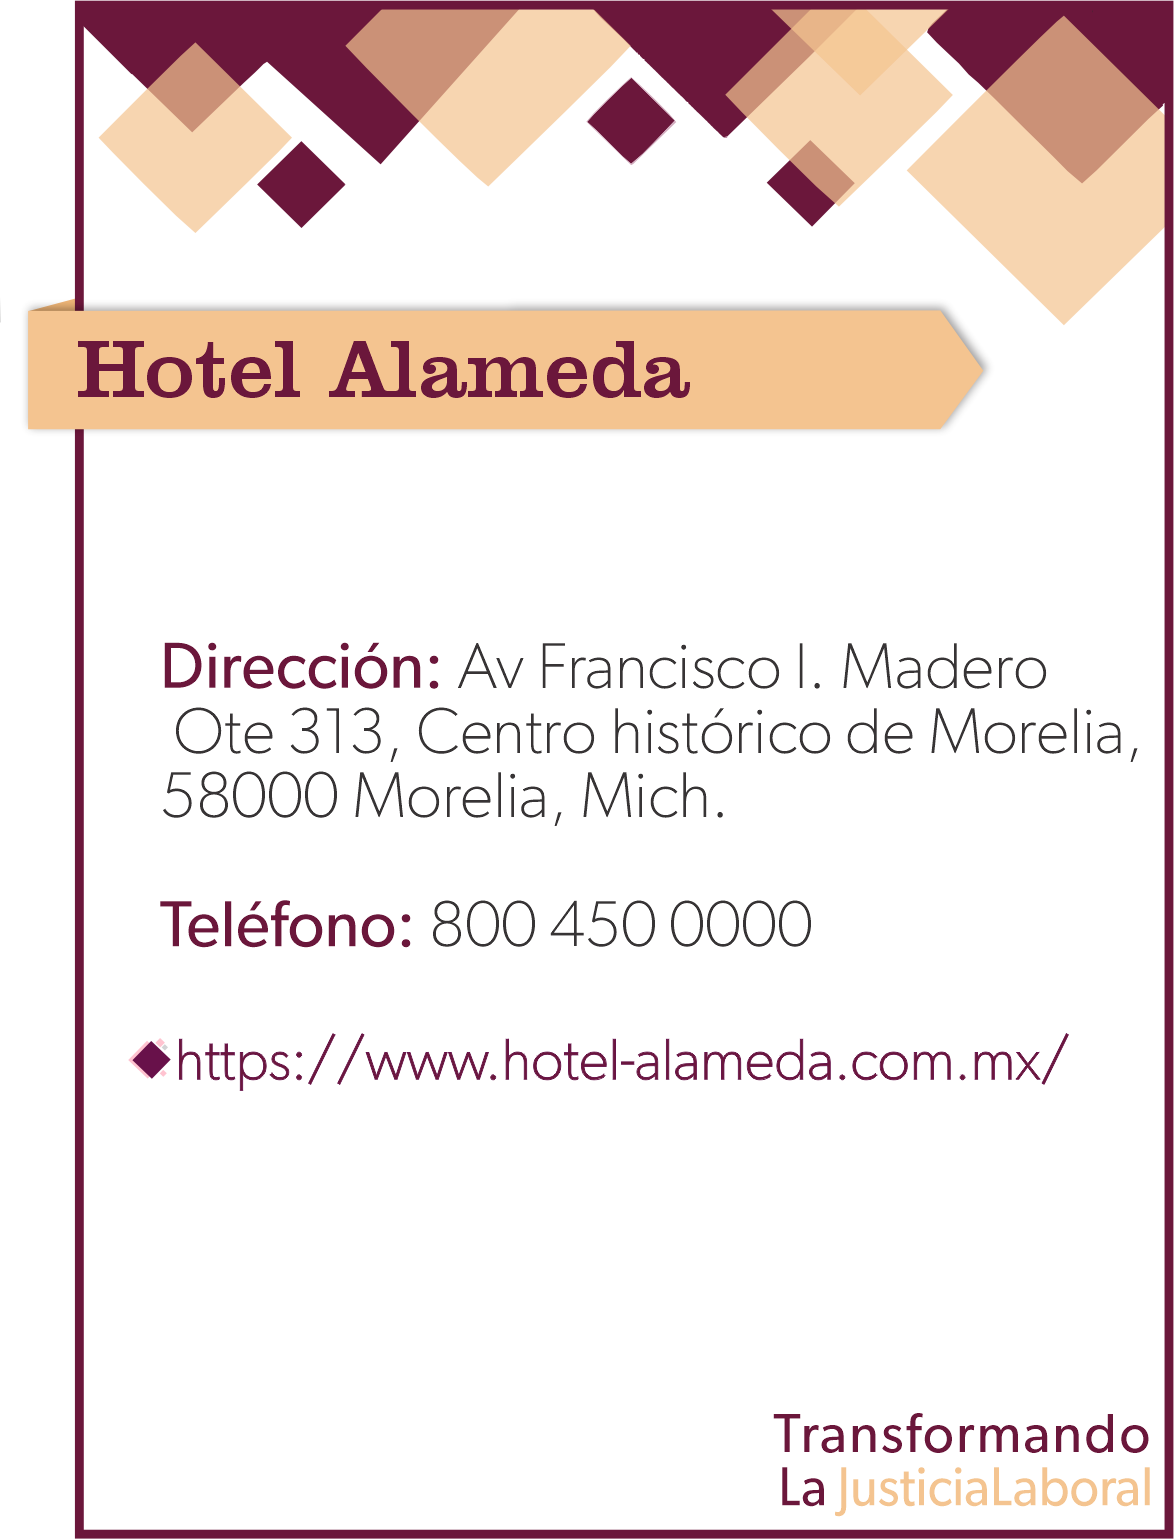 Hotel Alameda
Dirección: Av Francisco I. Madero
Ote 313, Centro histórico de Morelia,
58000 Morelia, Mich.
Teléfono: 800 450 0000
https://www.hotel-alameda.com.mx/
Transformando
La JusticiaLaboral